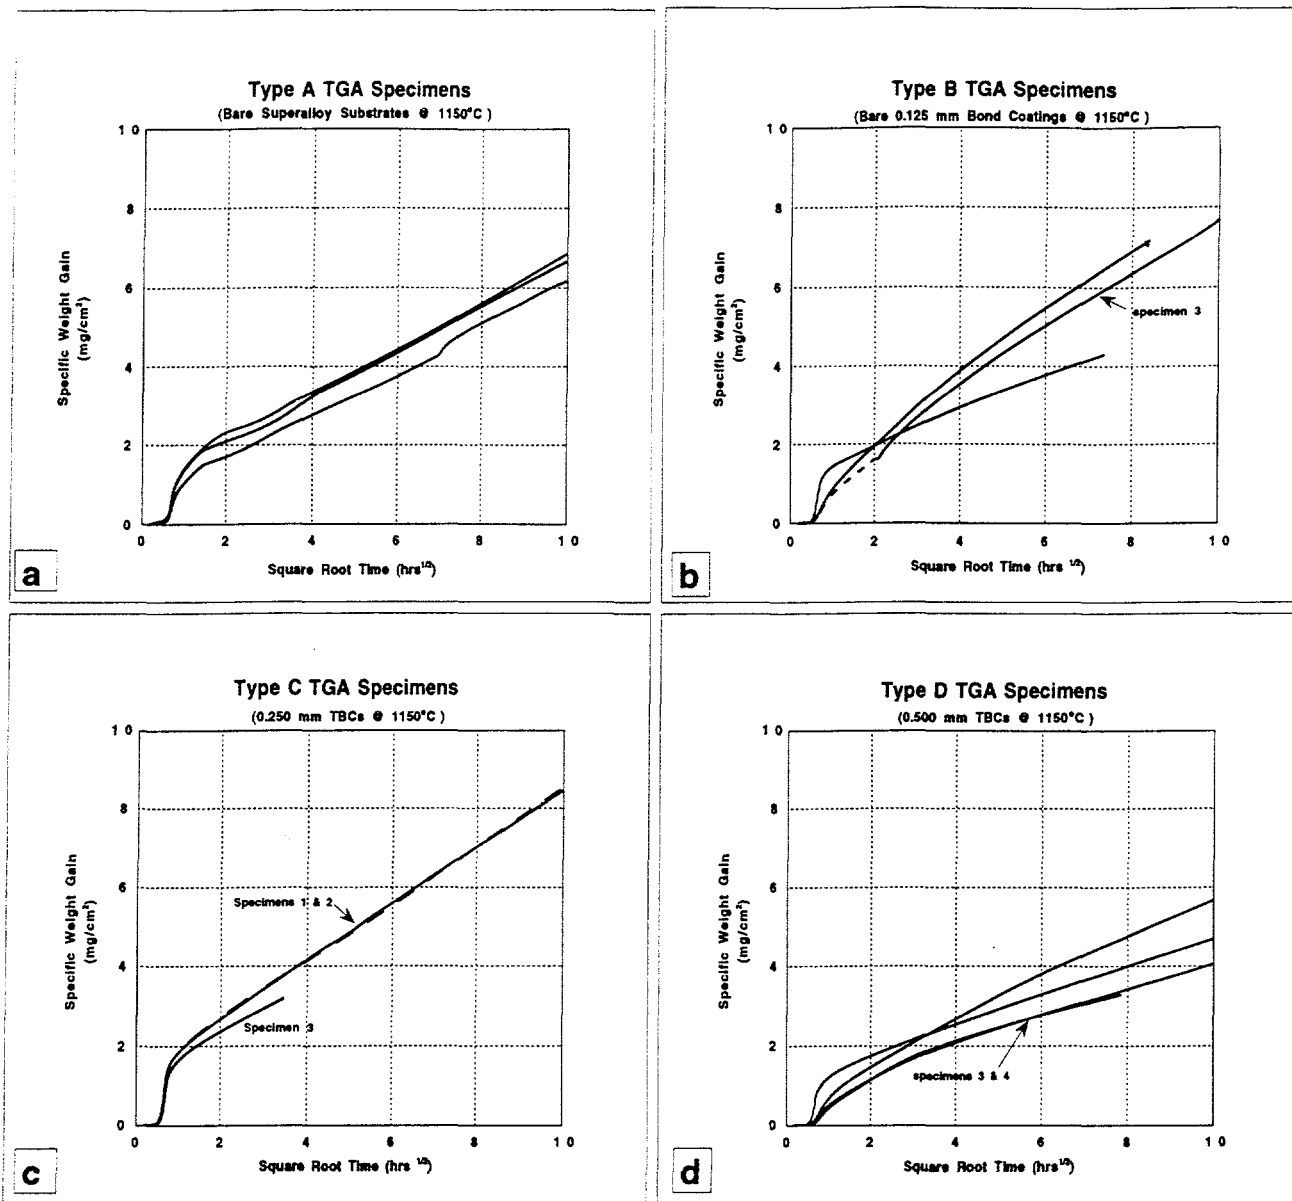 Type A TGA Specimens
(Bare Superalloy Substrates @ 1150°C )
Specific Weight Gain
(mg/cm²)
1 0
8
6
4
2
0
0 2 4 6 8 1 0
Square Root Time (hrs1/2)
a
Type B TGA Specimens
(Bare 0.125 mm Bond Coatings @ 1150°C )
Specific Weight Gain
(mg/cm²)
1 0
8
6
4
2
0
specimen 3
0 2 4 6 8 1 0
Square Root Time (hrs 1/2)
b
Type C TGA Specimens
(0.250 mm TBCs @ 1150°C )
Specific Weight Gain
(mg/cm²)
1 0
8
6
4
2
0
Specimens 1 & 2
Specimen 3
0 2 4 6 8 1 0
Square Root Time (hrs 1/2)
c
Type D TGA Specimens
(0.500 mm TBCs @ 1150°C )
Specific Weight Gain
(mg/cm²)
1 0
8
6
4
2
0
specimens 3 & 4
0 2 4 6 8 1 0
Square Root Time (hrs1/2)
d